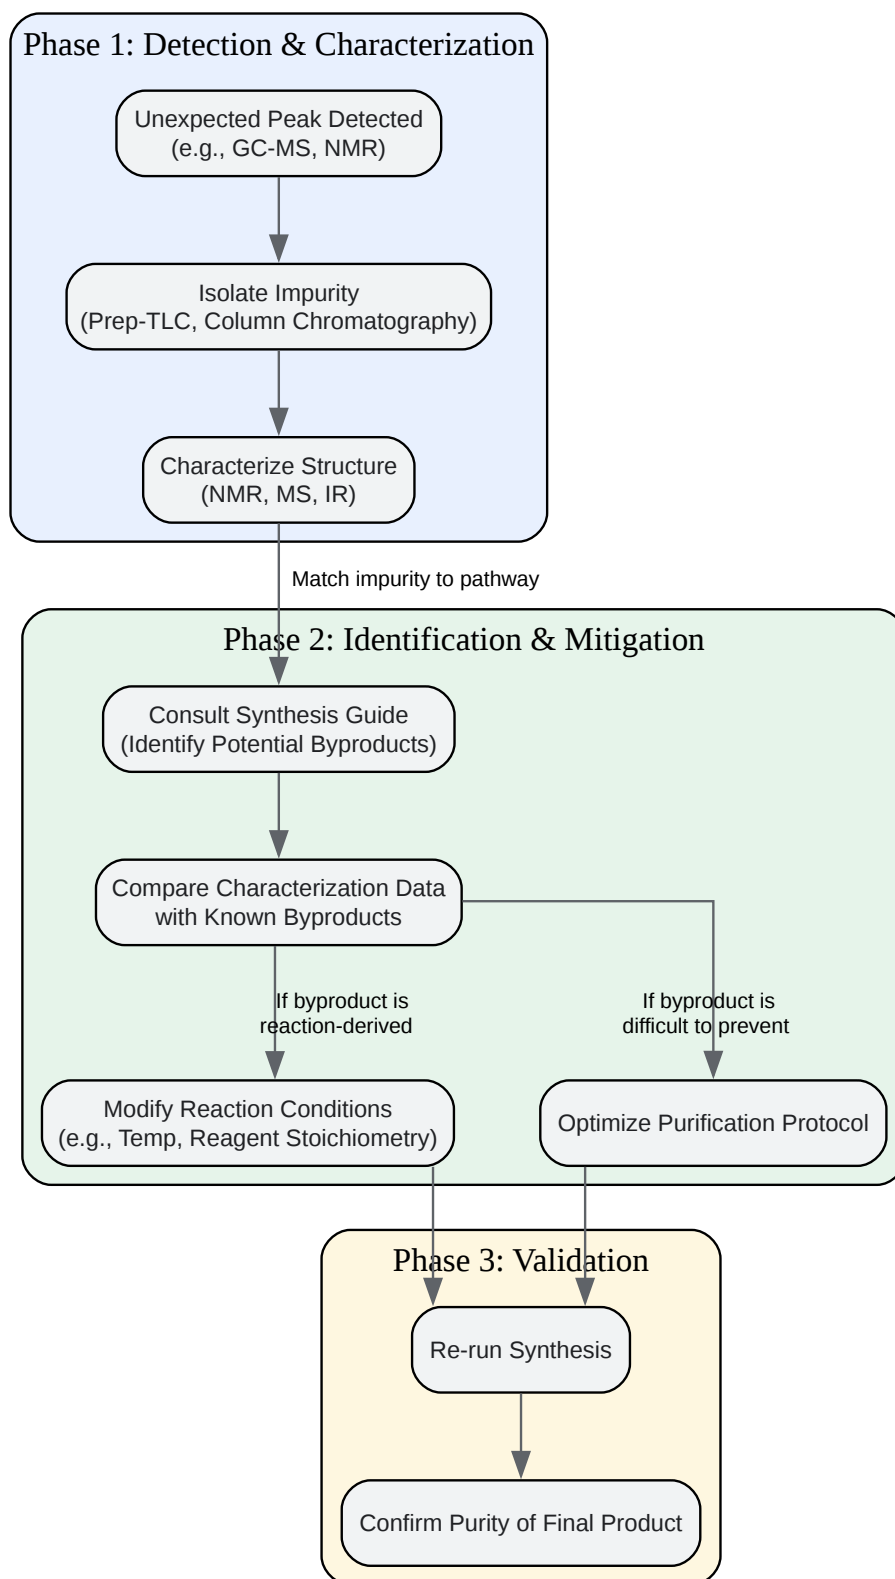 Phase 1: Detection & Characterization
Unexpected Peak Detected
(e.g., GC-MS, NMR)
Isolate Impurity
(Prep-TLC, Column Chromatography)
Characterize Structure
(NMR, MS, IR)
Match impurity to pathway
Phase 2: Identification & Mitigation
Consult Synthesis Guide
(Identify Potential Byproducts)
Compare Characterization Data
with Known Byproducts
If byproduct is
reaction-derived
If byproduct is
difficult to prevent
Modify Reaction Conditions
(e.g., Temp, Reagent Stoichiometry)
Optimize Purification Protocol
Phase 3: Validation
Re-run Synthesis
Confirm Purity of Final Product